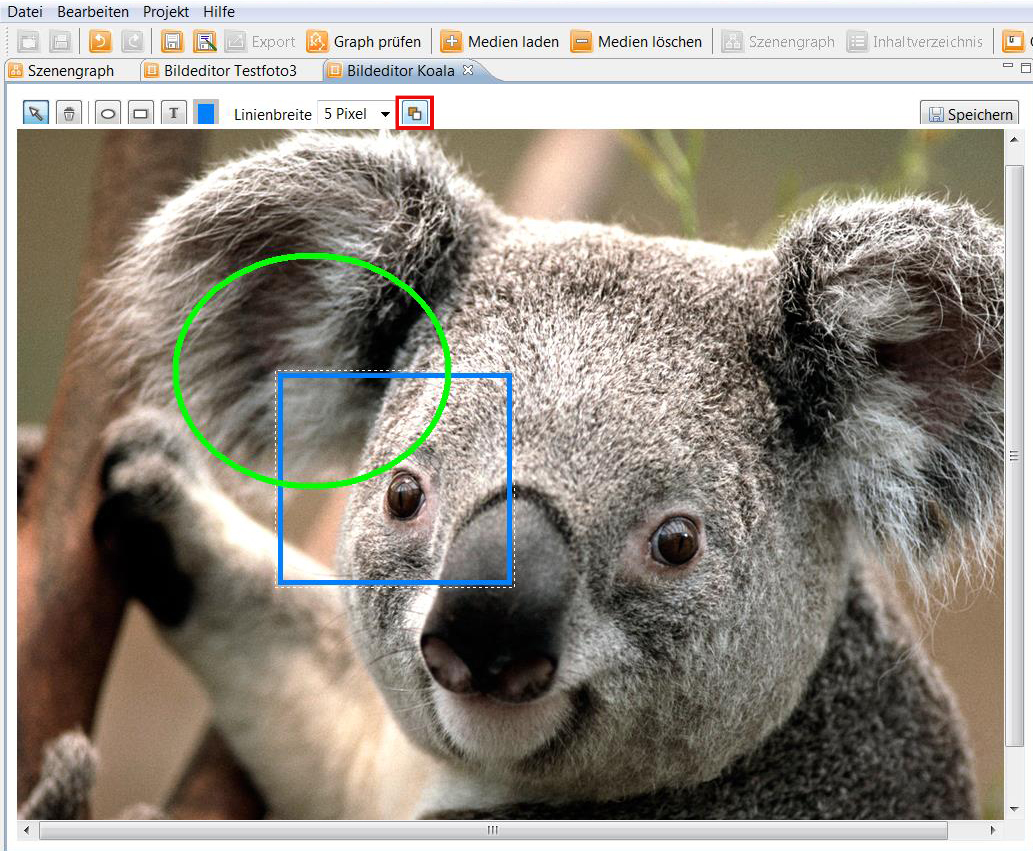 Datei Bearbeiten Projekt Hilfe
Export Graph prüfen Medien laden Medien löschen Szenengraph Inhaltverzeichnis
Szenengraph Bildeditor Testfoto3 Bildeditor Koala
T Linienbreite 5 Pixel Speichern